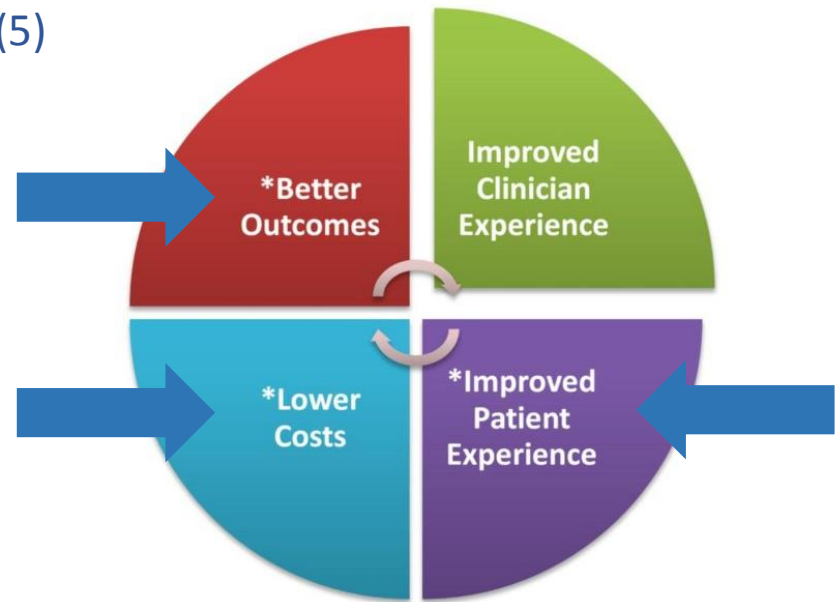 (5)
*Better
Outcomes
Improved
Clinician
Experience
*Lower
Costs
*Improved
Patient
Experience